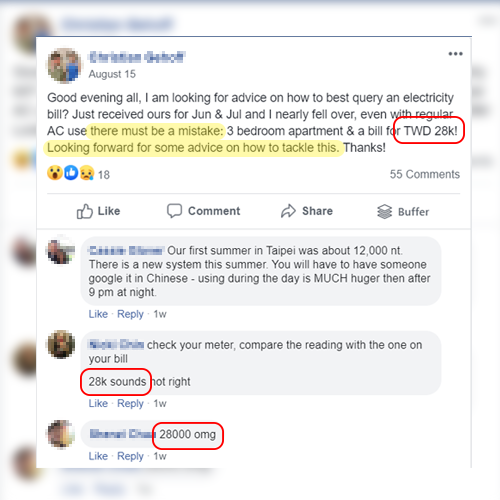 August 15
Good evening all, I am looking for advice on how to best query an electricity
bill? Just received ours for Jun & Jul and I nearly fell over, even with regular
AC use there must be a mistake: 3 bedroom apartment & a bill for TWD 28k!
Looking forward for some advice on how to tackle this. Thanks!
18
55 Comments
Like Comment Share Buffer
Our first summer in Taipei was about 12,000 nt.
There is a new system this summer. You will have to have someone
google it in Chinese - using during the day is MUCH huger then after
9 pm at night.
Like · Reply · 1w
check your meter, compare the reading with the one on
your bill
28k sounds not right
Like · Reply · 1w
28000 omg
Like · Reply · 1w